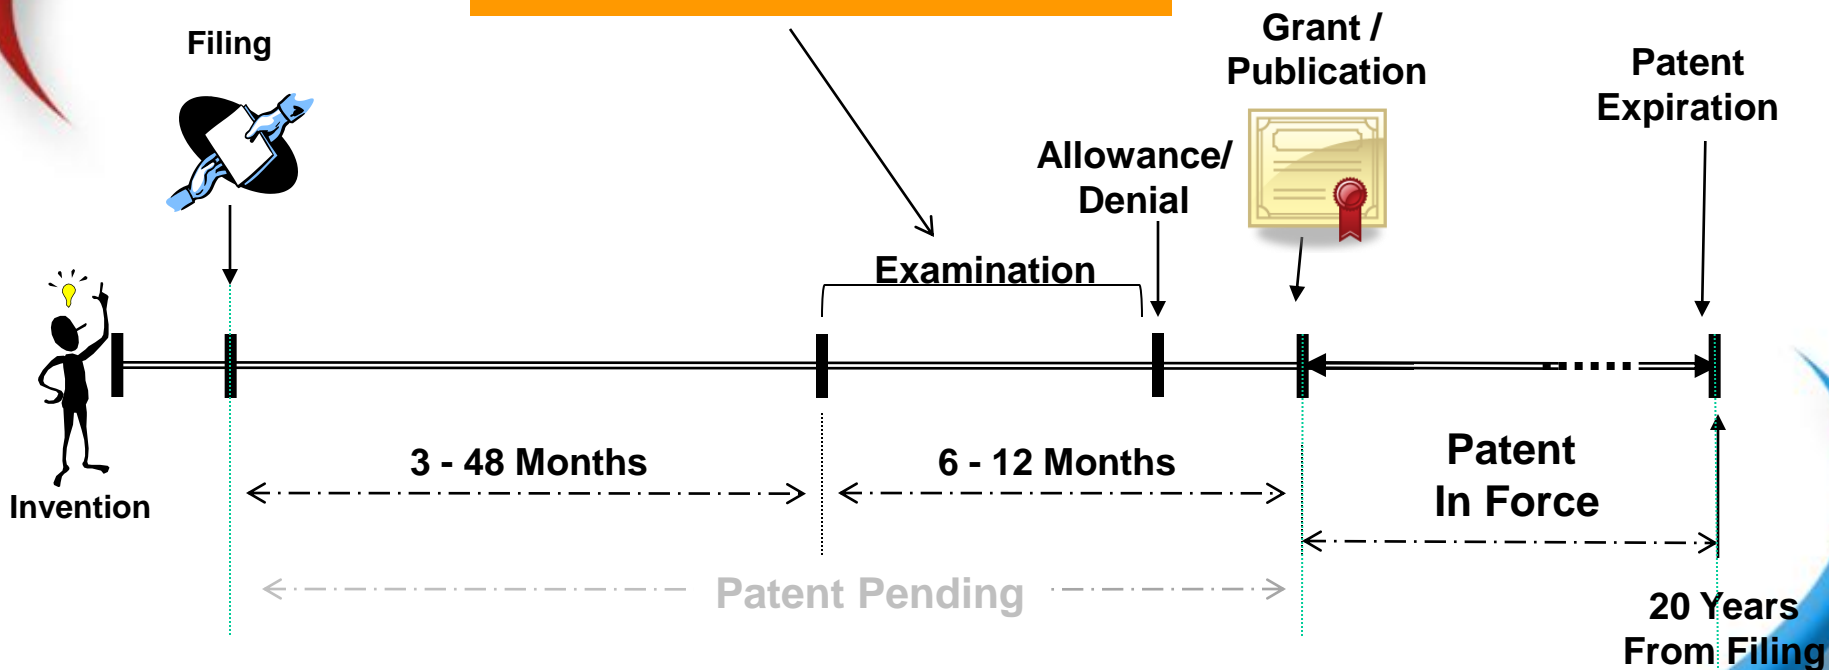 Filing
Grant /
Publication
Patent
Expiration
Allowance/
Denial
Examination
3 - 48 Months
6 - 12 Months
Patent
In Force
Invention
Patent Pending
20 Years
From Filing